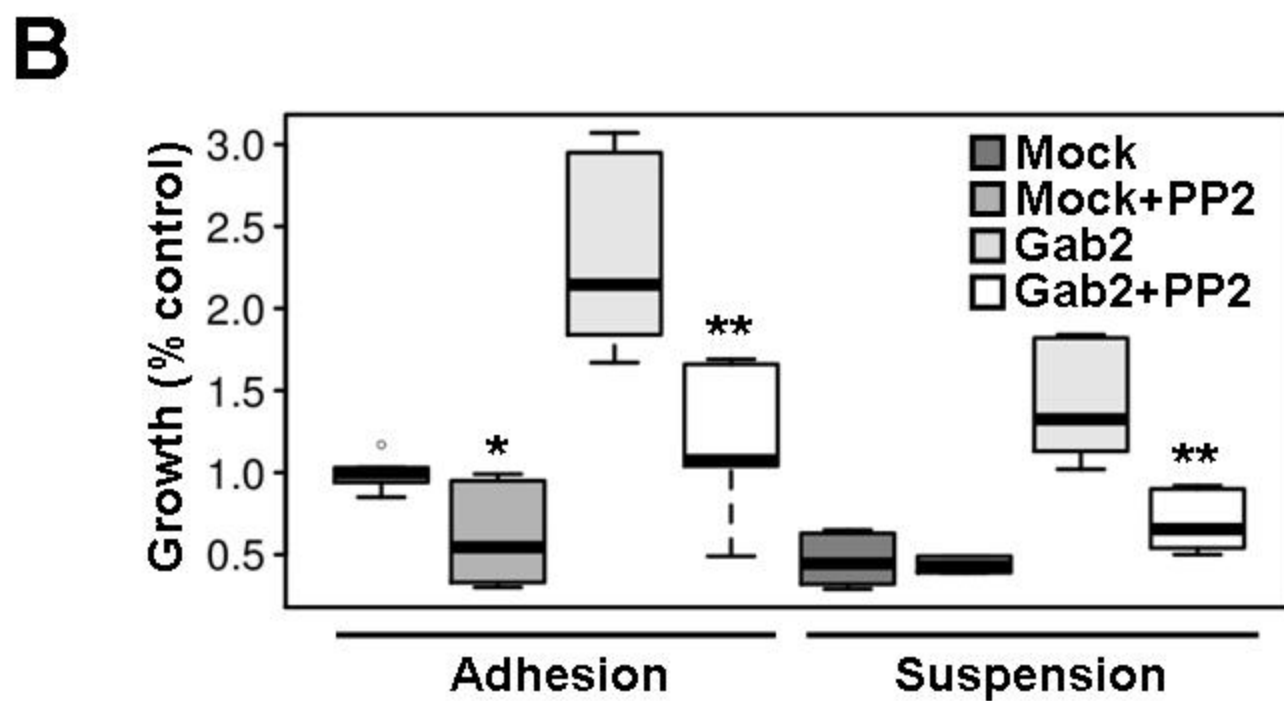 B
Growth (% control)
3.0
2.5
2.0
1.5
1.0
0.5
Mock
Mock+PP2
Gab2
Gab2+PP2
*
**
**
Adhesion
Suspension